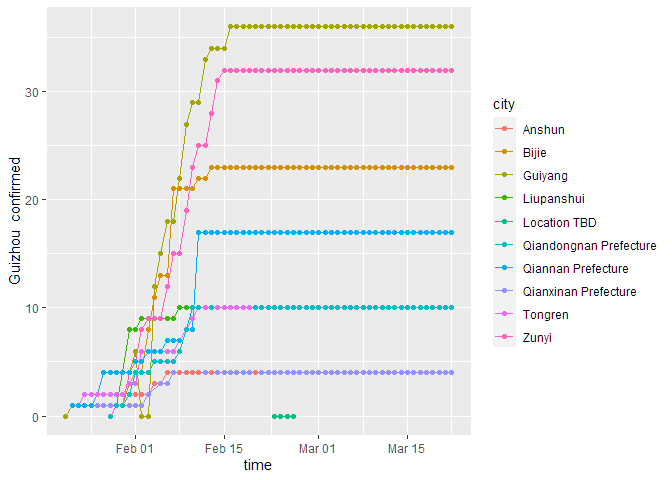 Guizhou confirmed
30
20
10
0
Feb 01
Feb 15
Mar 01
Mar 15
time
city
Anshun
Bijie
Guiyang
Liupanshui
Location TBD
Qiandongnan Prefecture
Qiannan Prefecture
Qianxinan Prefecture
Tongren
Zunyi